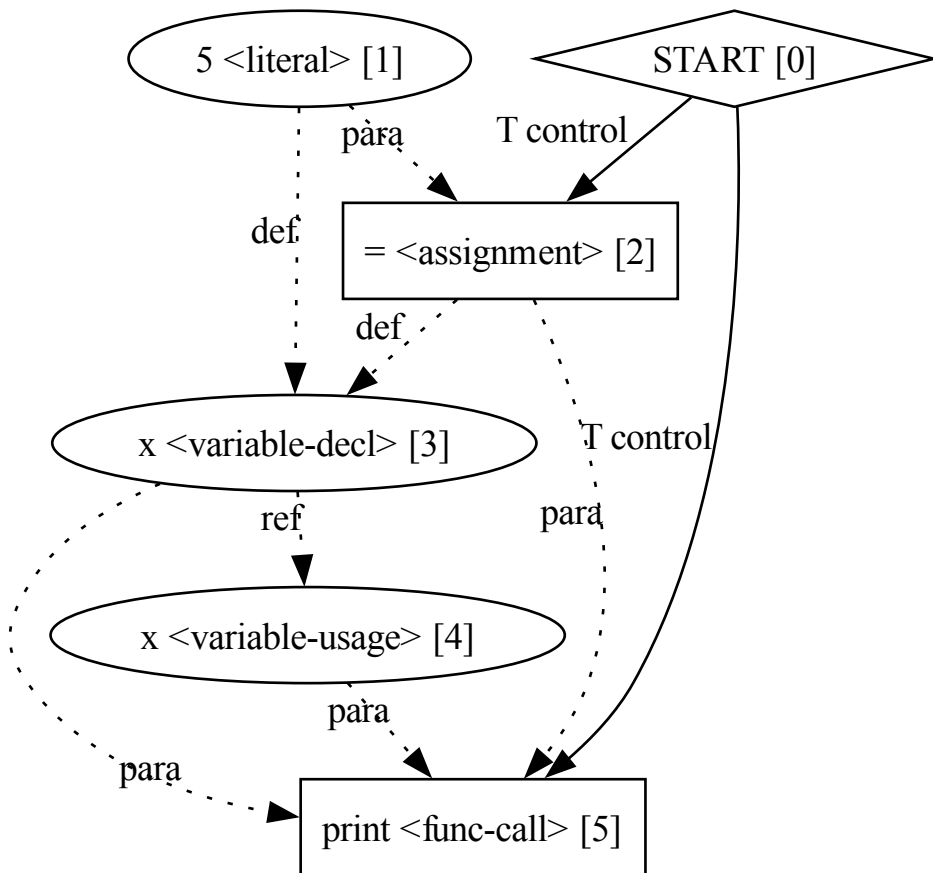 5 <literal> [1]
START [0]
para
T control
def
= <assignment> [2]
def
x <variable-decl> [3]
T control
ref
para
x <variable-usage> [4]
para
para
print <func-call> [5]